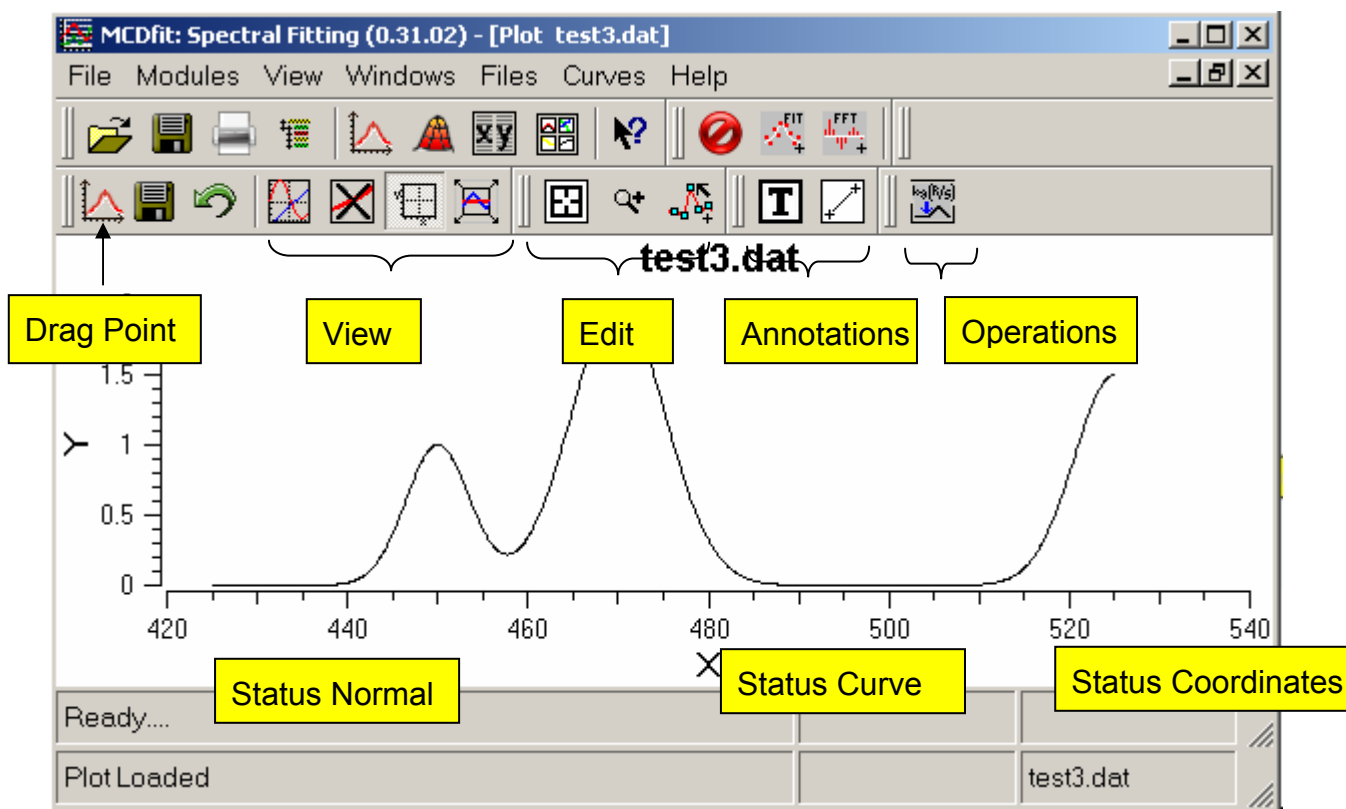 MCDfit: Spectral Fitting (0.31.02) - [Plot test3.dat]
File Modules View Windows Files Curves Help
xy ? FIT FFT
T log(R/s)
test3.dat
Drag Point View Edit Annotations Operations
1.5
Y 1
0.5
0
420 440 460 480 500 520 540
X
Status Normal Status Curve Status Coordinates
Ready....
Plot Loaded test3.dat